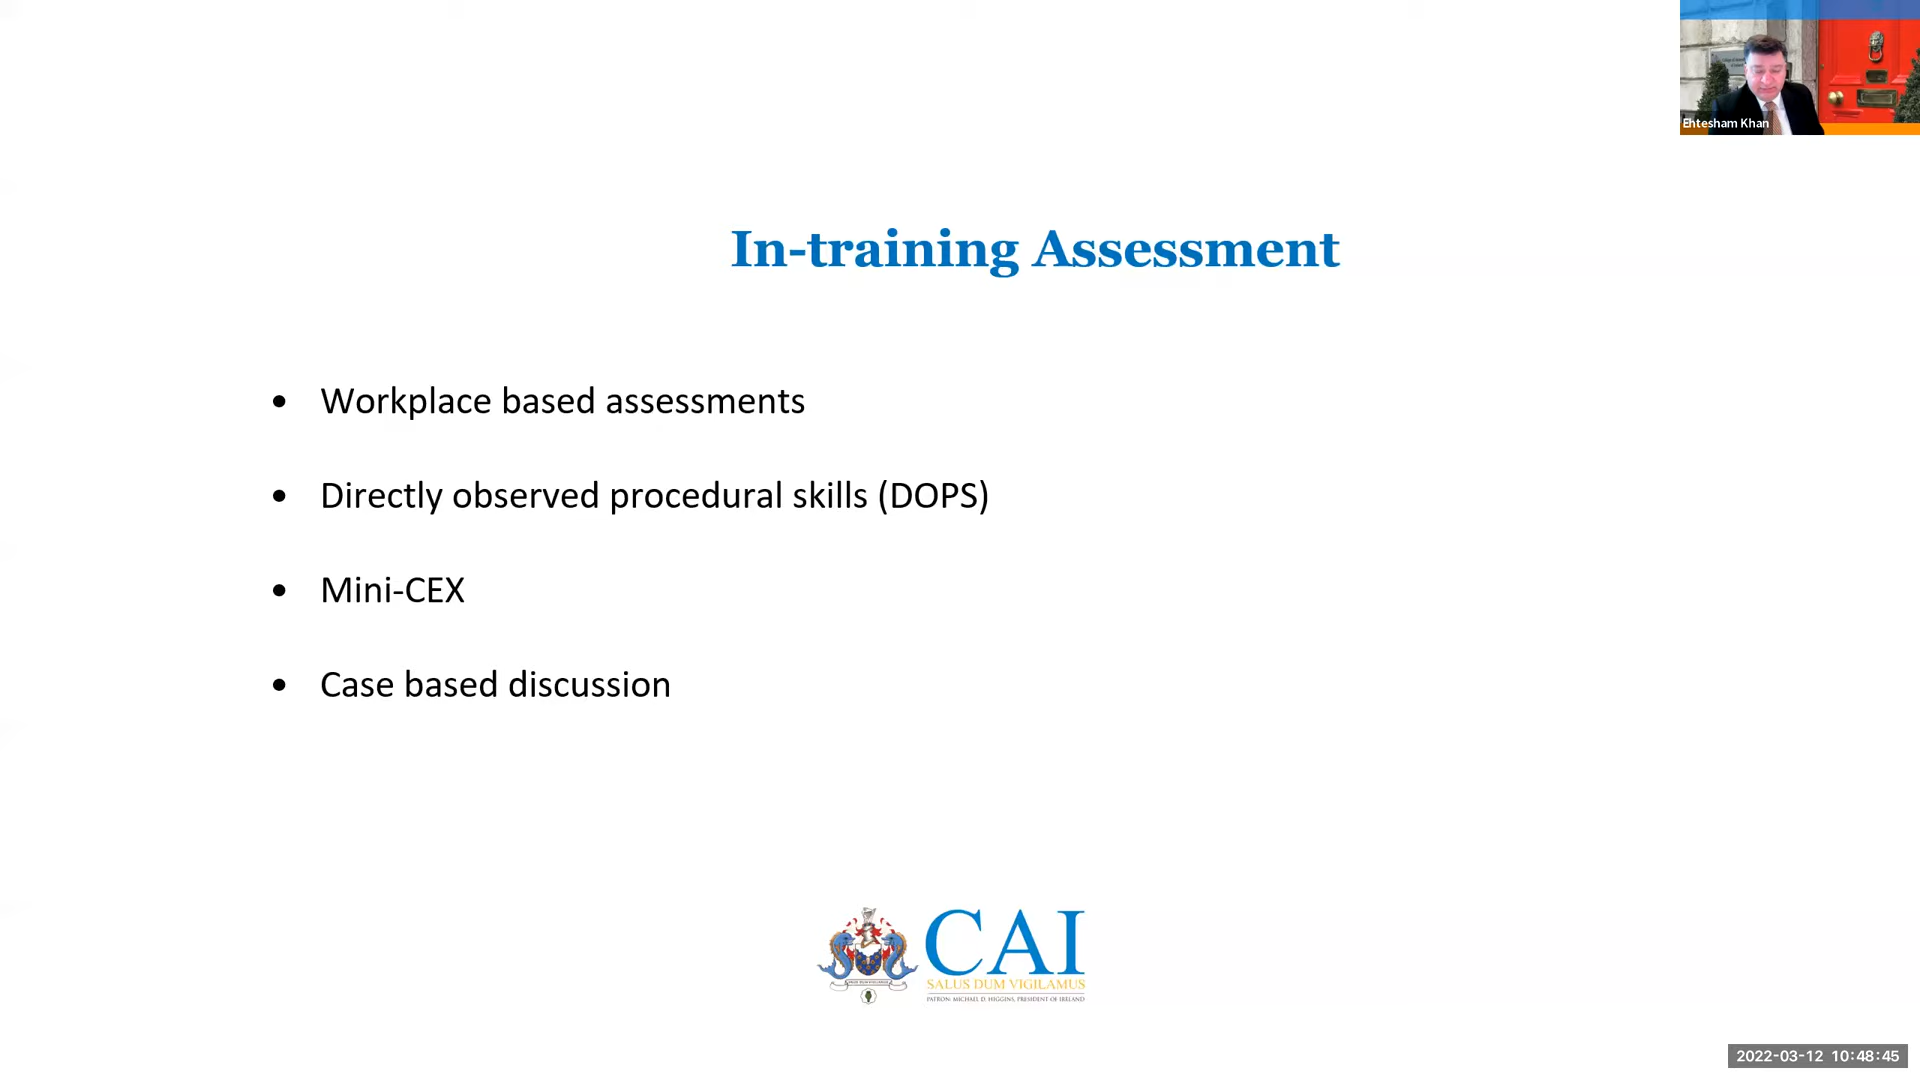 Ehtesham Khan
In-training Assessment
• Workplace based assessments
• Directly observed procedural skills (DOPS)
• Mini-CEX
• Case based discussion
CAI
SALUS DUM VIGILAMUS
PATRON: MICHAEL D. HIGGINS, PRESIDENT OF IRELAND
2022-03-12 10:48:45